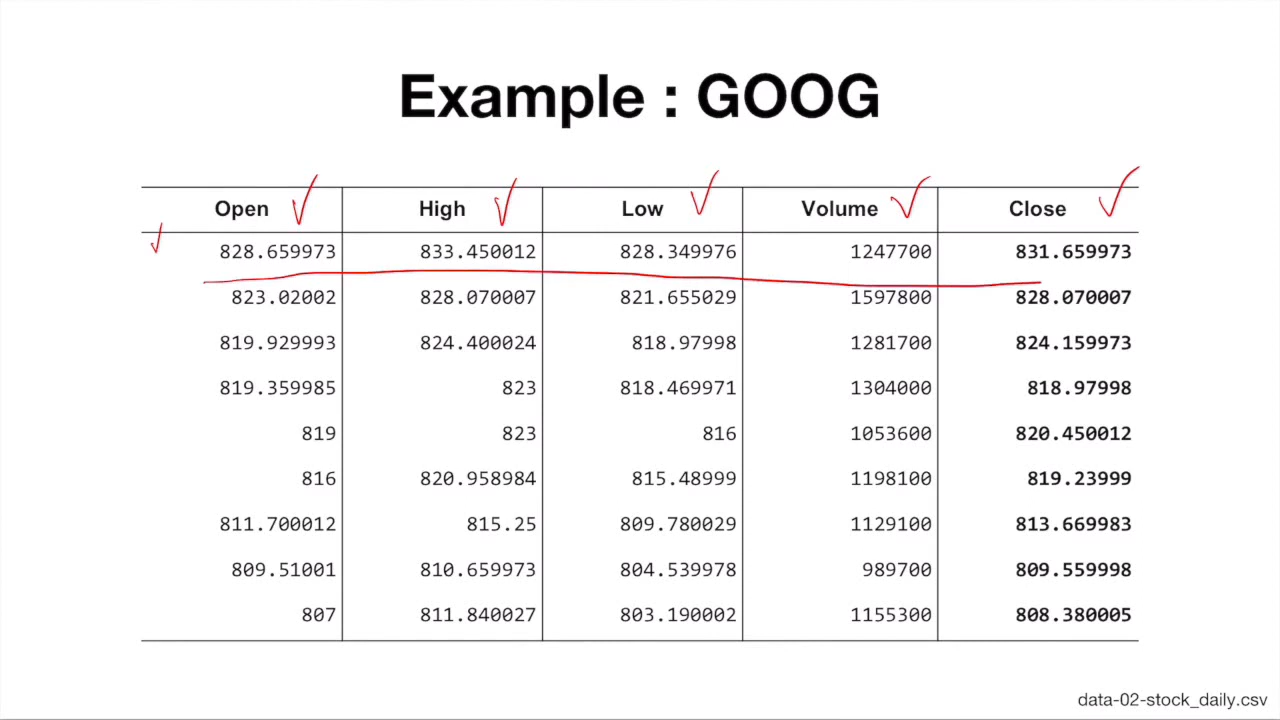 Example : GOOG
Open High Low Volume Close
828.659973 833.450012 828.349976 1247700 831.659973
823.02002 828.070007 821.655029 1597800 828.070007
819.929993 824.400024 818.97998 1281700 824.159973
819.359985 823 818.469971 1304000 818.97998
819 823 816 1053600 820.450012
816 820.958984 815.48999 1198100 819.23999
811.700012 815.25 809.780029 1129100 813.669983
809.51001 810.659973 804.539978 989700 809.559998
807 811.840027 803.190002 1155300 808.380005
data-02-stock_daily.csv